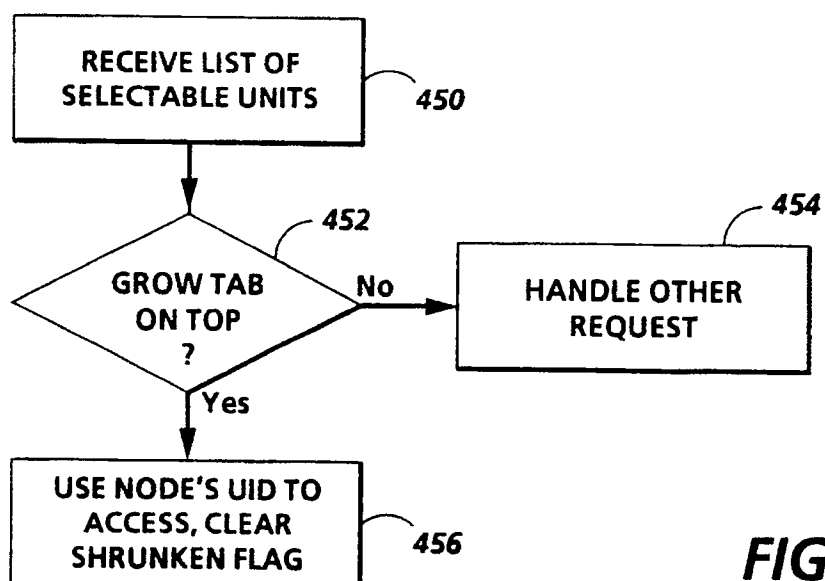 RECEIVE LIST OF
SELECTABLE UNITS
450
452
454
GROW TAB
ON TOP
?
No
HANDLE OTHER
REQUEST
Yes
USE NODE'S UID TO
ACCESS, CLEAR
SHRUNKEN FLAG
456
FIG